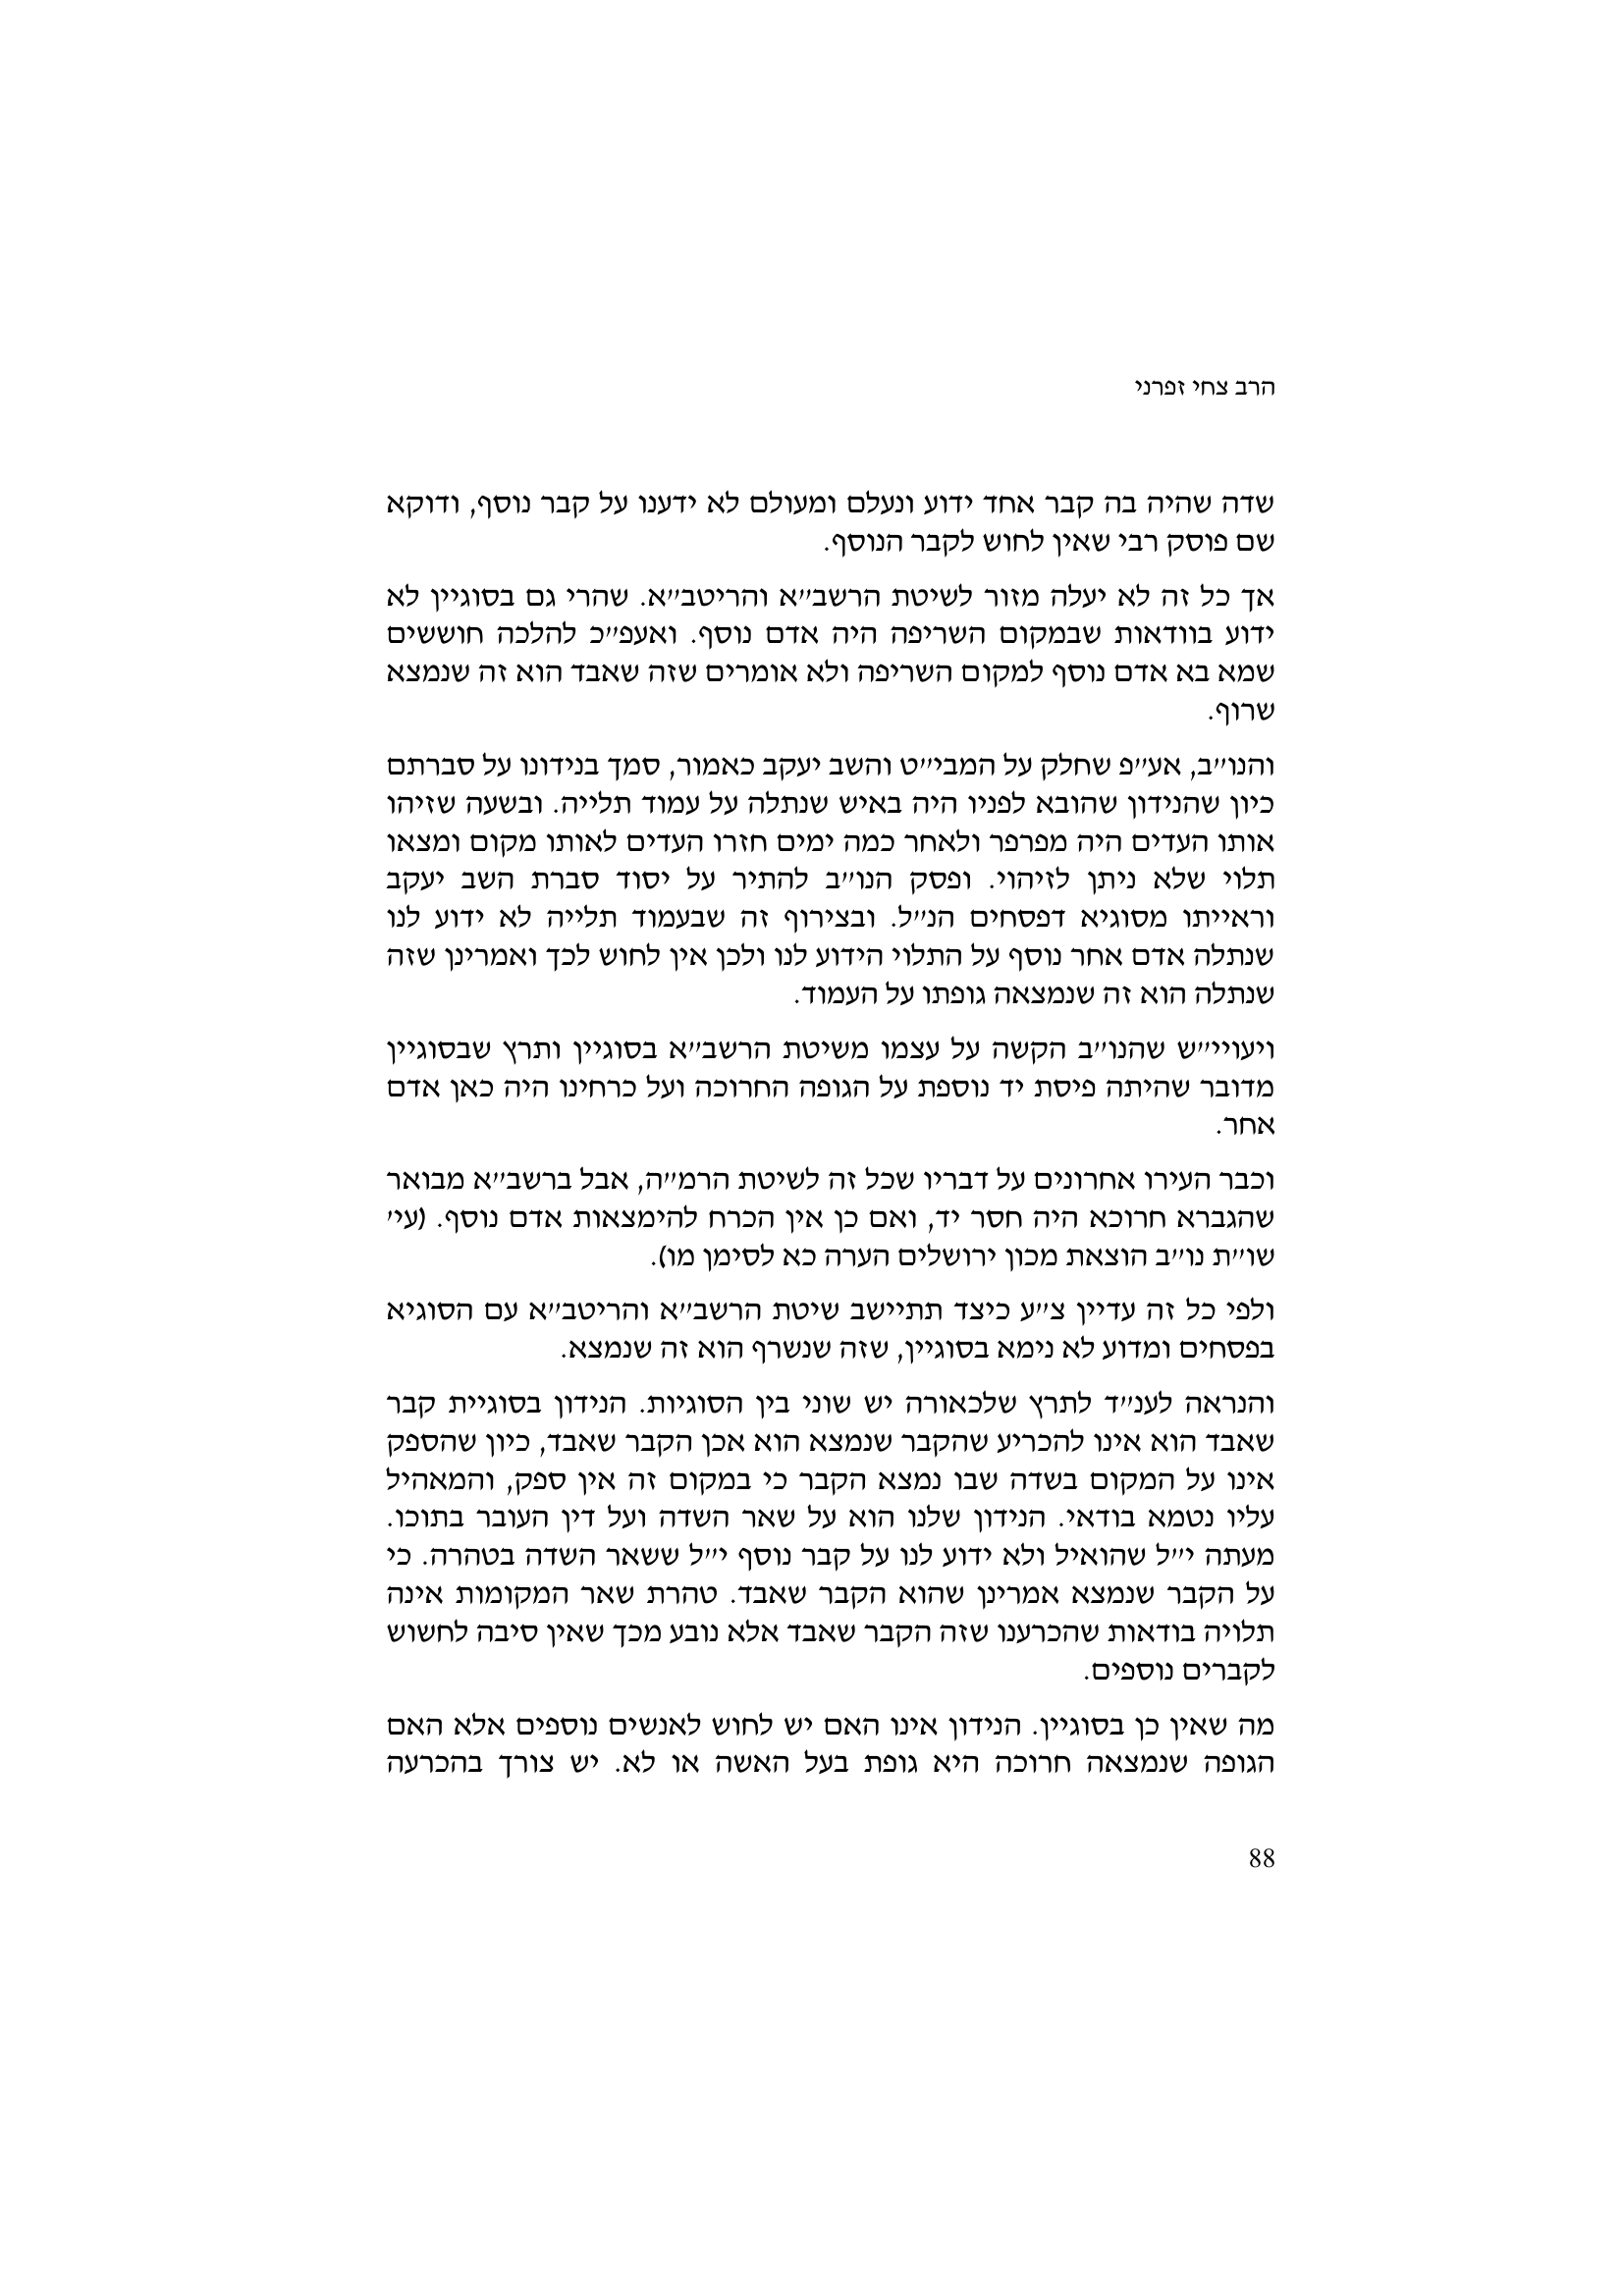 הרב צחי זפרני
שדה שהיה בה קבר אחד ידוע ונעלם ומעולם לא ידענו על קבר נוסף, ודוקא
שם פוסק רבי שאין לחוש לקבר הנוסף.
אך כל זה לא יעלה מזור לשיטת הרשב״א והריטב״א. שהרי גם בסוגיין לא
ידוע בוודאות שבמקום השריפה היה אדם נוסף. ואעפ״כ להלכה חוששים
שמא בא אדם נוסף למקום השריפה ולא אומרים שזה שאבד הוא זה שנמצא
שרוף.
והנו״ב, אע״פ שחלק על המבי״ט והשב יעקב כאמור, סמך בנידונו על סברתם
כיון שהנידון שהובא לפניו היה באיש שנתלה על עמוד תלייה. ובשעה שזיהו
אותו העדים היה מפרפר ולאחר כמה ימים חזרו העדים לאותו מקום ומצאו
תלוי שלא ניתן לזיהוי. ופסק הנו״ב להתיר על יסוד סברת השב יעקב
וראייתו מסוגיא דפסחים הנ״ל. ובצירוף זה שבעמוד תלייה לא ידוע לנו
שנתלה אדם אחר נוסף על התלוי הידוע לנו ולכן אין לחוש לכך ואמרינן שזה
שנתלה הוא זה שנמצאה גופתו על העמוד.
ויעויי״ש שהנו״ב הקשה על עצמו משיטת הרשב״א בסוגיין ותרץ שבסוגיין
מדובר שהיתה פיסת יד נוספת על הגופה החרוכה ועל כרחינו היה כאן אדם
אחר.
וכבר העירו אחרונים על דבריו שכל זה לשיטת הרמ״ה, אבל ברשב״א מבואר
שהגברא חרוכא היה חסר יד, ואם כן אין הכרח להימצאות אדם נוסף. (עי׳
שו״ת נו״ב הוצאת מכון ירושלים הערה כא לסימן מו).
ולפי כל זה עדיין צ״ע כיצד תתיישב שיטת הרשב״א והריטב״א עם הסוגיא
בפסחים ומדוע לא נימא בסוגיין, שזה שנשרף הוא זה שנמצא.
והנראה לענ״ד לתרץ שלכאורה יש שוני בין הסוגיות. הנידון בסוגיית קבר
שאבד הוא אינו להכריע שהקבר שנמצא הוא אכן הקבר שאבד, כיון שהספק
אינו על המקום בשדה שבו נמצא הקבר כי במקום זה אין ספק, והמאהיל
עליו נטמא בודאי. הנידון שלנו הוא על שאר השדה ועל דין העובר בתוכו.
מעתה י״ל שהואיל ולא ידוע לנו על קבר נוסף י״ל ששאר השדה בטהרה. כי
על הקבר שנמצא אמרינן שהוא הקבר שאבד. טהרת שאר המקומות אינה
תלויה בודאות שהכרענו שזה הקבר שאבד אלא נובע מכך שאין סיבה לחשוש
לקברים נוספים.
מה שאין כן בסוגיין. הנידון אינו האם יש לחוש לאנשים נוספים אלא האם
הגופה שנמצאה חרוכה היא גופת בעל האשה או לא. יש צורך בהכרעה
88